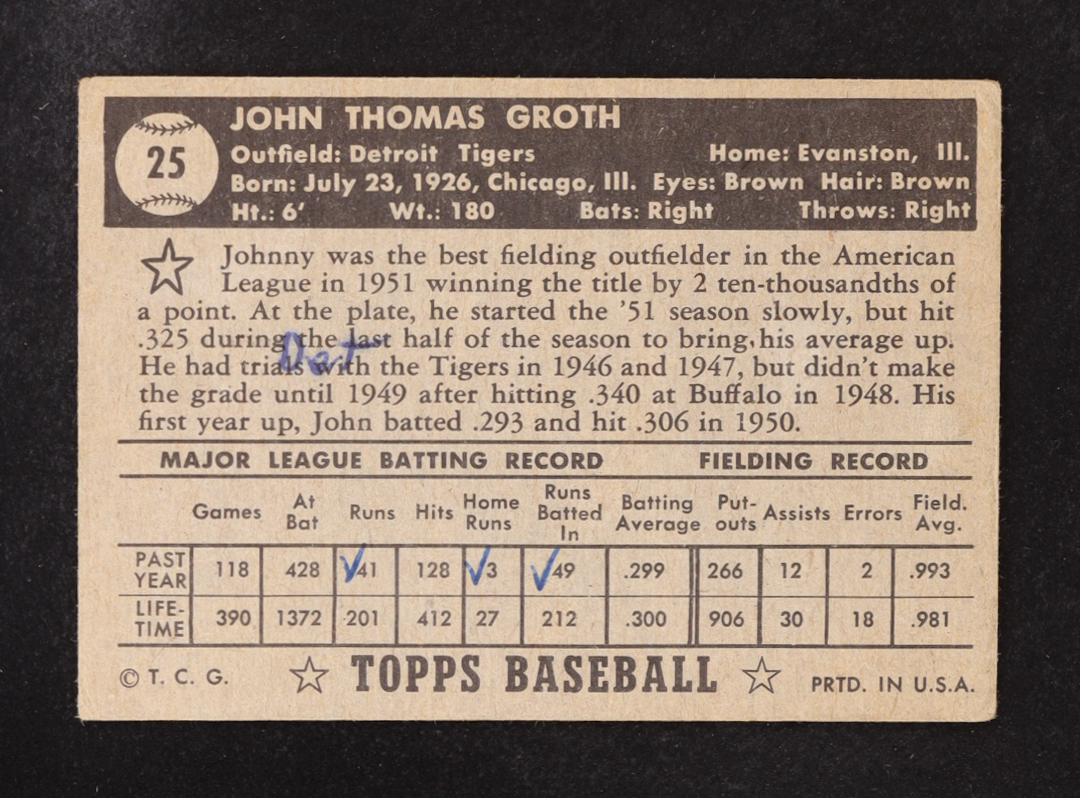 25
JOHN THOMAS GROTH
Outfield: Detroit Tigers Home: Evanston, Ill.
Born: July 23, 1926, Chicago, Ill. Eyes: Brown Hair: Brown
Ht.: 6' Wt.: 180 Bats: Right Throws: Right
Johnny was the best fielding outfielder in the American
League in 1951 winning the title by 2 ten-thousandths of
a point. At the plate, he started the '51 season slowly, but hit
.325 during the last half of the season to bring his average up.
Det
He had trials with the Tigers in 1946 and 1947, but didn't make
the grade until 1949 after hitting .340 at Buffalo in 1948. His
first year up, John batted .293 and hit .306 in 1950.
MAJOR LEAGUE BATTING RECORD FIELDING RECORD
Games At Bat Runs Hits Home Runs Runs Batted In Batting Average Put-outs Assists Errors Field. Avg.
PAST YEAR 118 428 ✓41 128 ✓3 ✓49 .299 266 12 2 .993
LIFE-TIME 390 1372 201 412 27 212 .300 906 30 18 .981
© T. C. G. ☆ TOPPS BASEBALL ☆ PRTD. IN U.S.A.